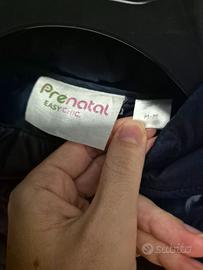 Prenatal
EASY CHIC
M-M
subito